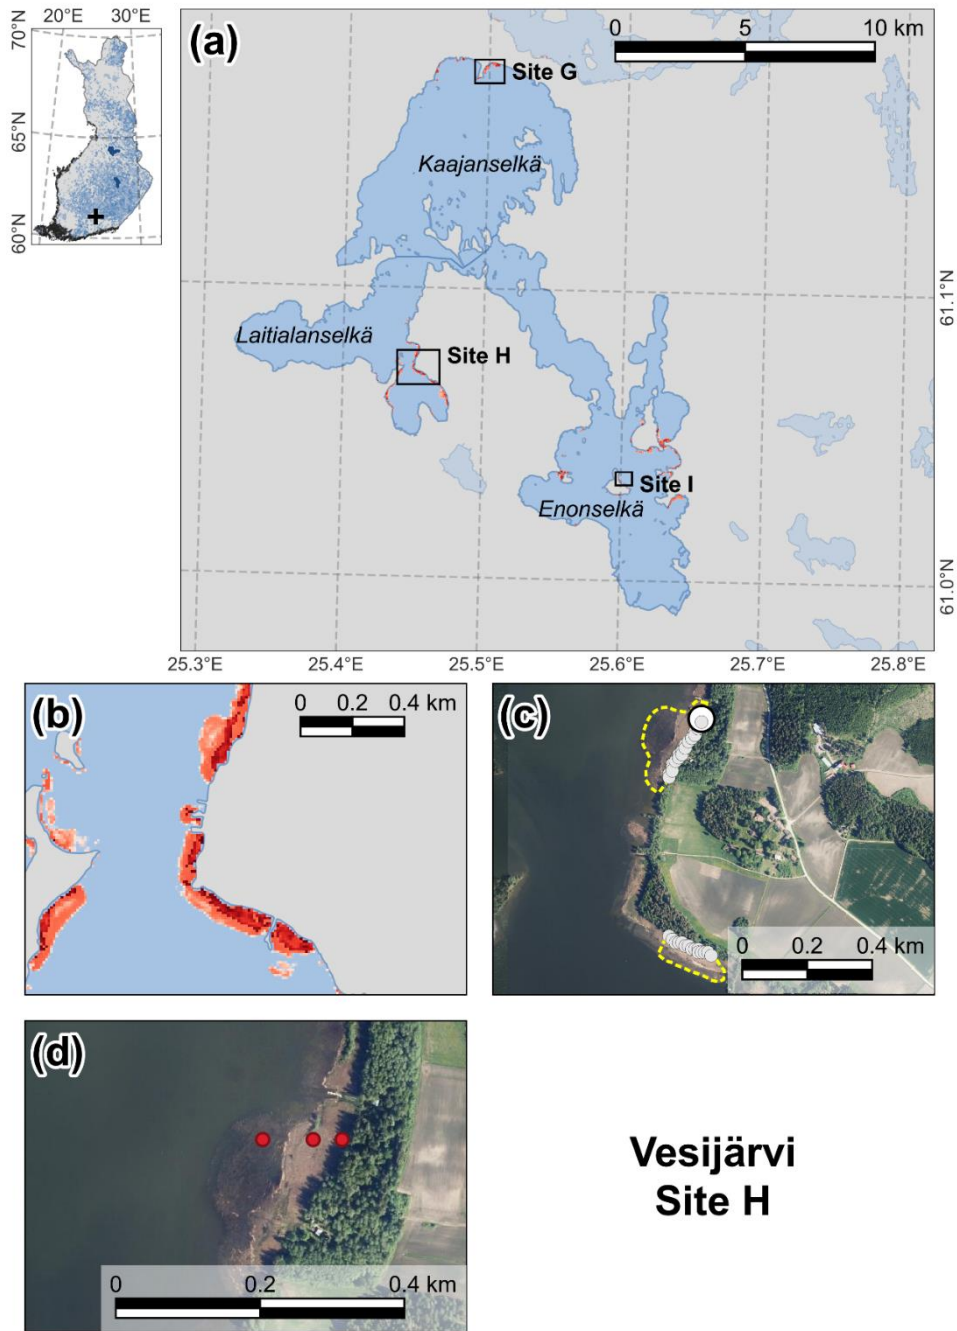 20°E 30°E
70°N
65°N
60°N
(a)
0 5 10 km
Site G
Kaajanselkä
61.1°N
Laitialanselkä
Site H
Site I
Enonselkä
61.0°N
25.3°E 25.4°E 25.5°E 25.6°E 25.7°E 25.8°E
(b)
0 0.2 0.4 km
(c)
0 0.2 0.4 km
(d)
0 0.2 0.4 km
Vesijärvi
Site H